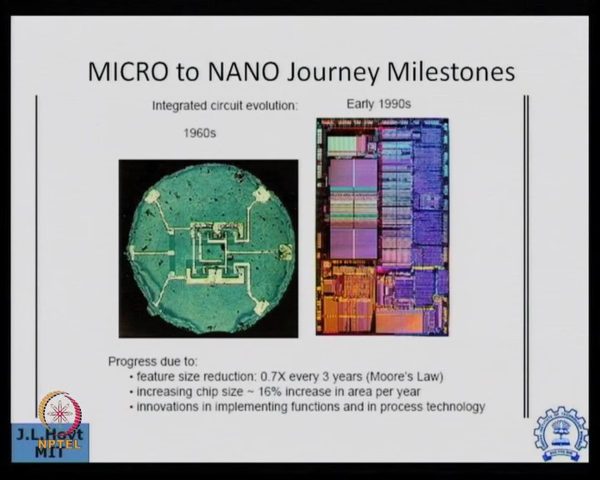 MICRO to NANO Journey Milestones
Integrated circuit evolution:
Early 1990s
1960s
Progress due to:
• feature size reduction: 0.7X every 3 years (Moore's Law)
• increasing chip size ~ 16% increase in area per year
• innovations in implementing functions and in process technology
J.L.Hoyt
MIT
NPTEL